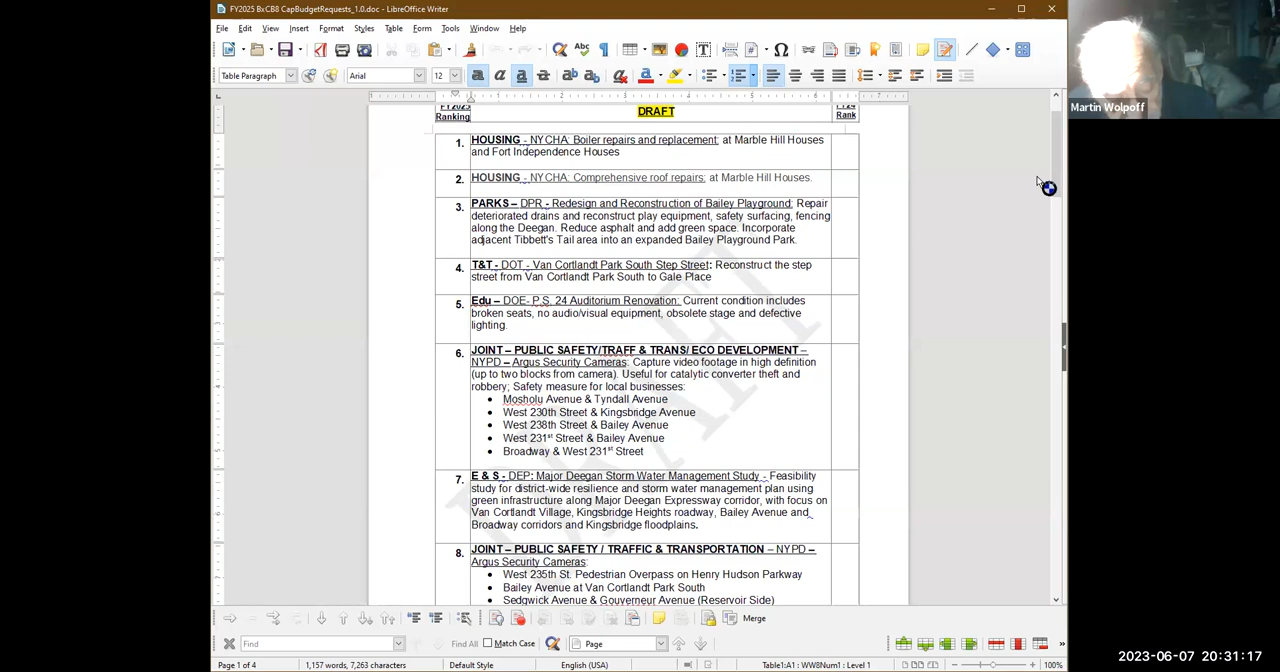 FY2025 BxCB8 CapBudgetRequests_1.0.doc - LibreOffice Writer
File Edit View Insert Format Styles Table Form Tools Window Help
Table Paragraph Arial 12
FY2025 Ranking DRAFT FY24 Rank
1. HOUSING - NYCHA: Boiler repairs and replacement: at Marble Hill Houses
and Fort Independence Houses
2. HOUSING - NYCHA: Comprehensive roof repairs: at Marble Hill Houses.
3. PARKS – DPR - Redesign and Reconstruction of Bailey Playground: Repair
deteriorated drains and reconstruct play equipment, safety surfacing, fencing
along the Deegan. Reduce asphalt and add green space. Incorporate
adjacent Tibbett's Tail area into an expanded Bailey Playground Park.
4. T&T - DOT - Van Cortlandt Park South Step Street: Reconstruct the step
street from Van Cortlandt Park South to Gale Place
5. Edu – DOE- P.S. 24 Auditorium Renovation: Current condition includes
broken seats, no audio/visual equipment, obsolete stage and defective
lighting.
6. JOINT – PUBLIC SAFETY/TRAFF & TRANS/ ECO DEVELOPMENT –
NYPD – Argus Security Cameras: Capture video footage in high definition
(up to two blocks from camera). Useful for catalytic converter theft and
robbery; Safety measure for local businesses:
• Mosholu Avenue & Tyndall Avenue
• West 230th Street & Kingsbridge Avenue
• West 238th Street & Bailey Avenue
• West 231st Street & Bailey Avenue
• Broadway & West 231st Street
7. E & S - DEP: Major Deegan Storm Water Management Study - Feasibility
study for district-wide resilience and storm water management plan using
green infrastructure along Major Deegan Expressway corridor, with focus on
Van Cortlandt Village, Kingsbridge Heights roadway, Bailey Avenue and
Broadway corridors and Kingsbridge floodplains.
8. JOINT – PUBLIC SAFETY / TRAFFIC & TRANSPORTATION – NYPD –
Argus Security Cameras:
• West 235th St. Pedestrian Overpass on Henry Hudson Parkway
• Bailey Avenue at Van Cortlandt Park South
• Sedgwick Avenue & Gouverneur Avenue (Reservoir Side)
DRAFT
Merge
Find Find All Match Case Page
Page 1 of 4 1,157 words, 7,263 characters Default Style English (USA) Table1:A1 : WW8Num1 : Level 1 100%
Martin Wolpoff
2023-06-07 20:31:17